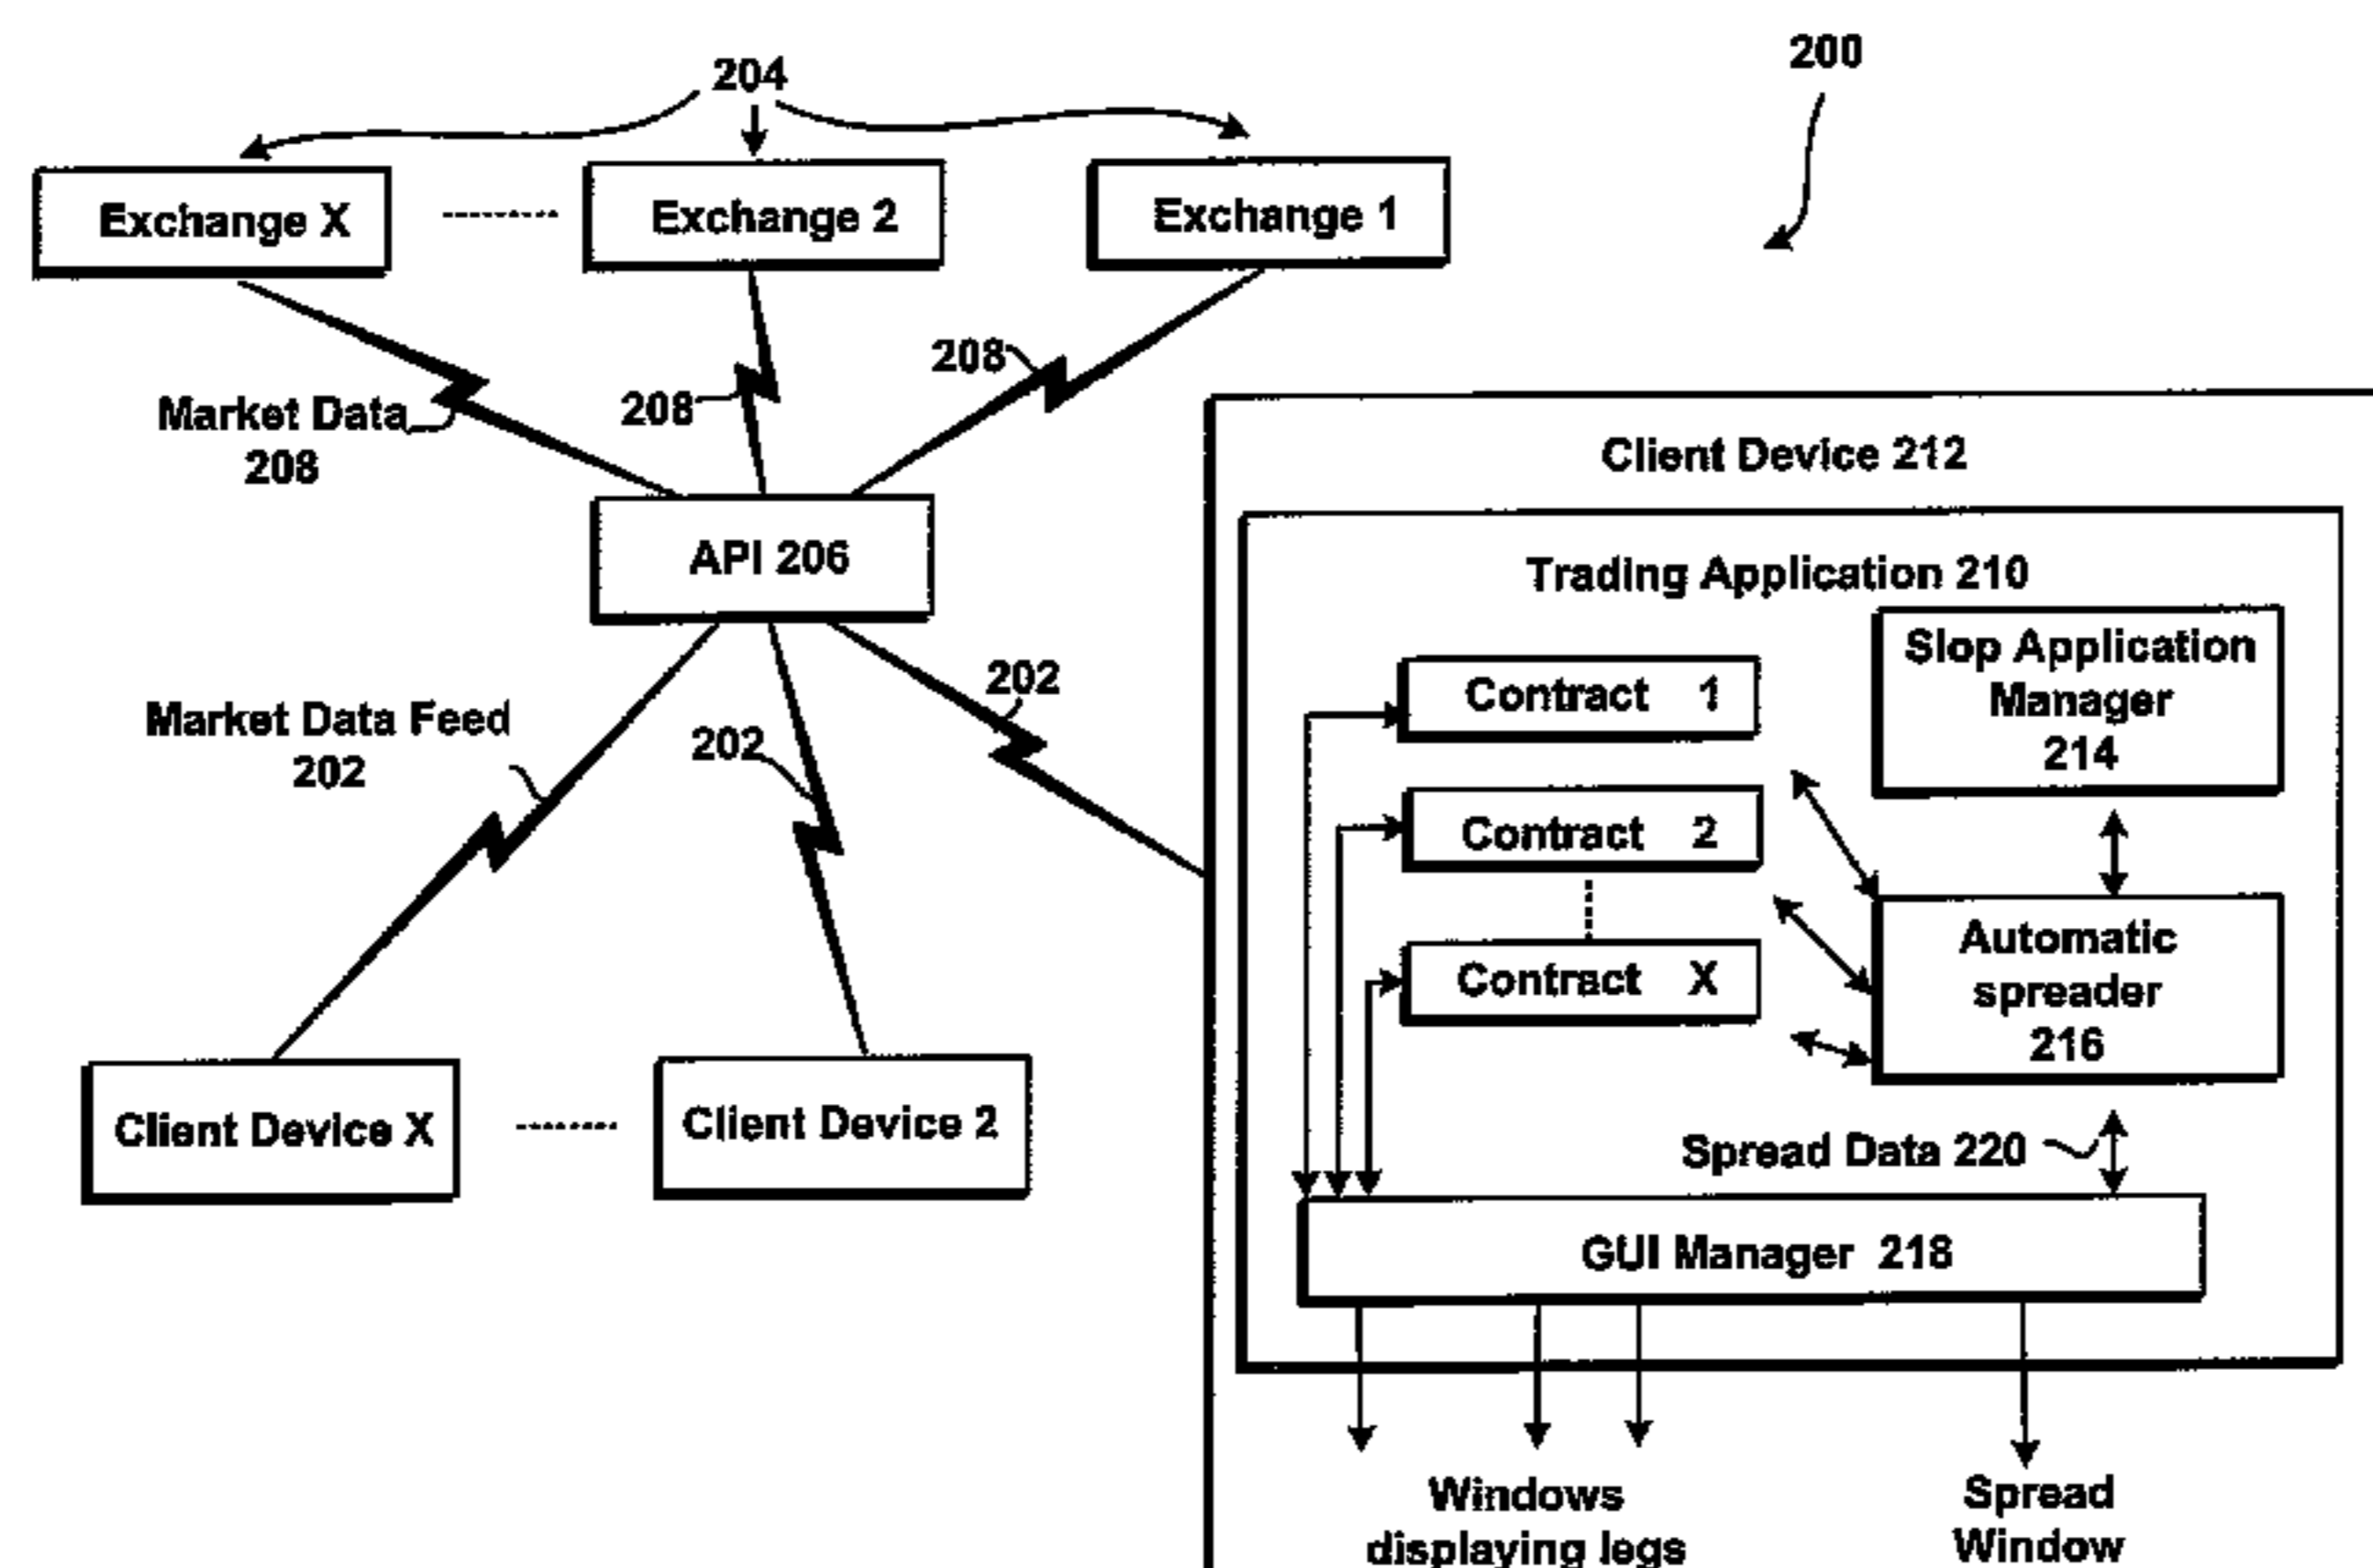 204
200
Exchange X
Exchange 2
Exchange 1
208
208
Market Data
208
Client Device 212
API 206
Trading Application 210
Slop Application
Manager
214
Contract 1
202
Market Data Feed
202
202
Contract 2
Automatic
spreader
216
Contract X
Client Device X
Client Device 2
Spread Data 220
GUI Manager 218
Windows
displaying legs
Spread
Window